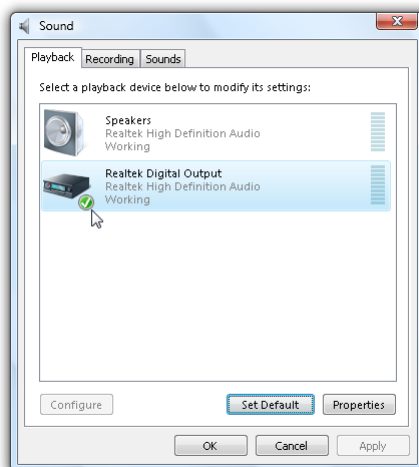 Sound
Playback Recording Sounds
Select a playback device below to modify its settings:
Speakers
Realtek High Definition Audio
Working
Realtek Digital Output
Realtek High Definition Audio
Working
Configure Set Default Properties
OK Cancel Apply